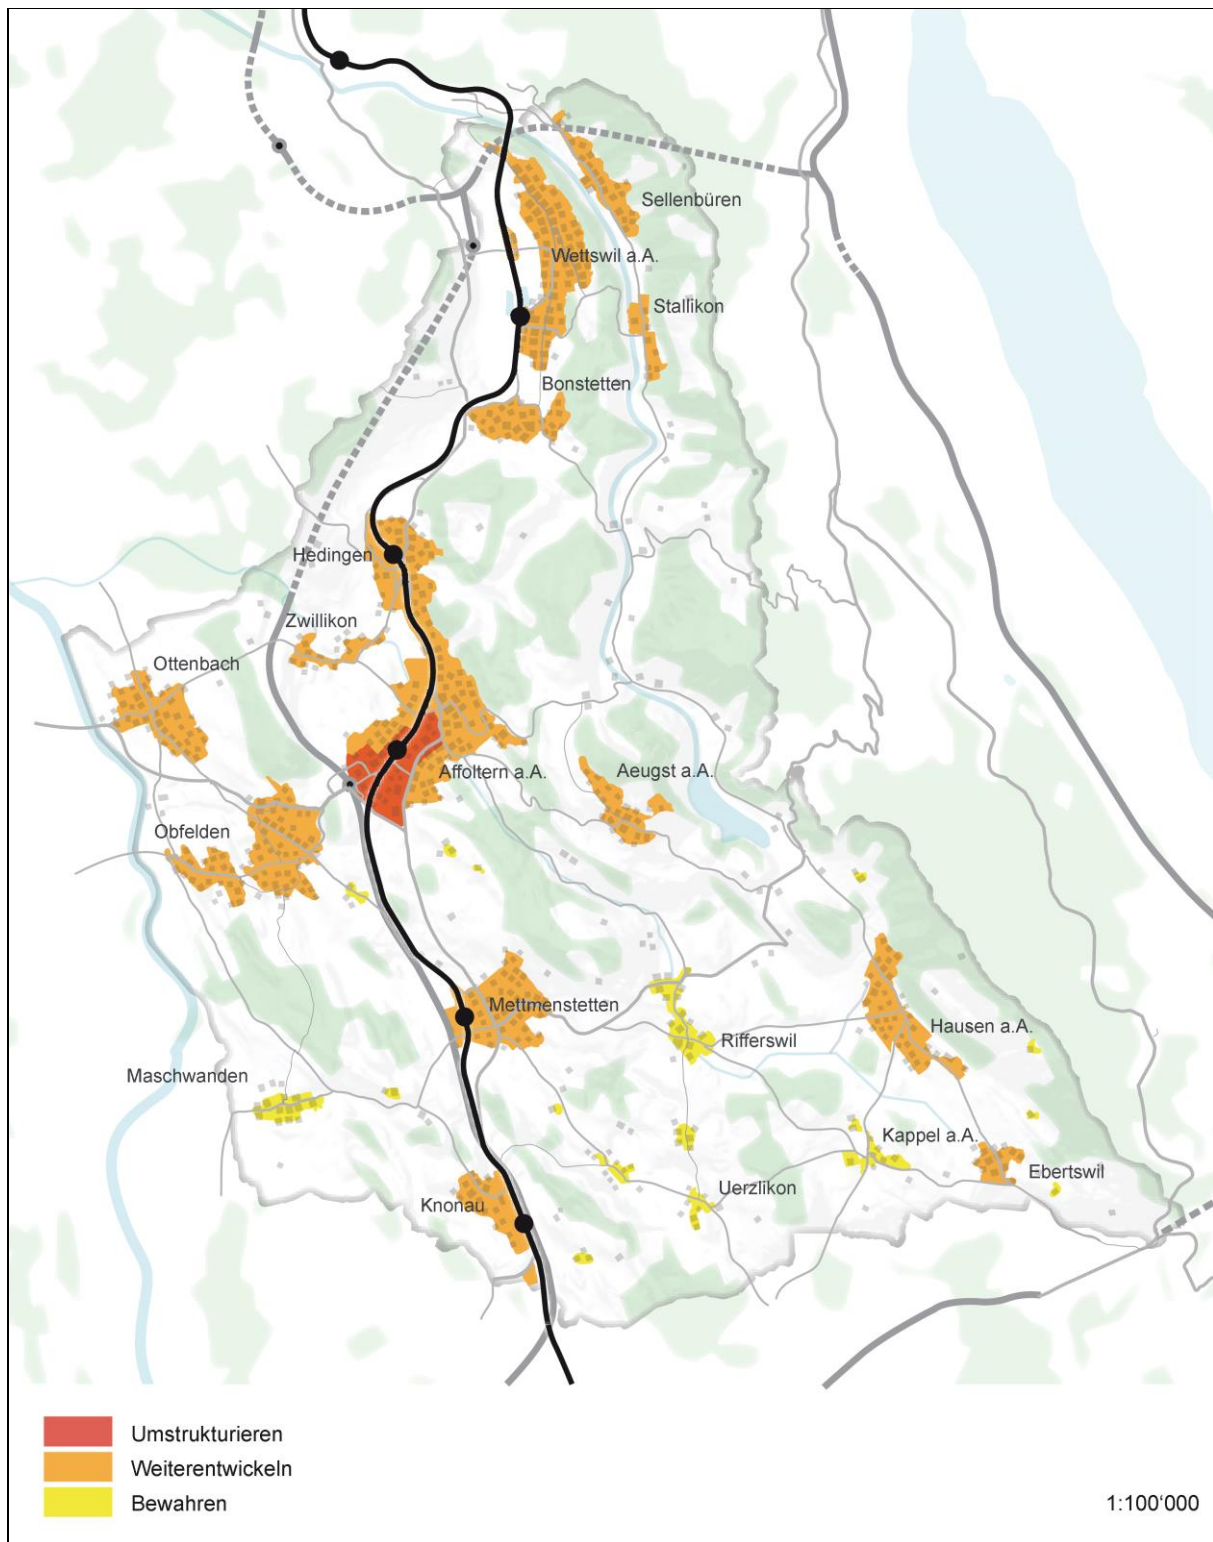 Sellenbüren
Wettswil a.A.
Stallikon
Bonstetten
Hedingen
Zwillikon
Ottenbach
Affoltern a.A.
Aeugst a.A.
Obfelden
Mettmenstetten
Hausen a.A.
Rifferswil
Maschwanden
Kappel a.A.
Ebertswil
Uerzlikon
Knonau
Umstrukturieren
Weiterentwickeln
Bewahren
1:100'000